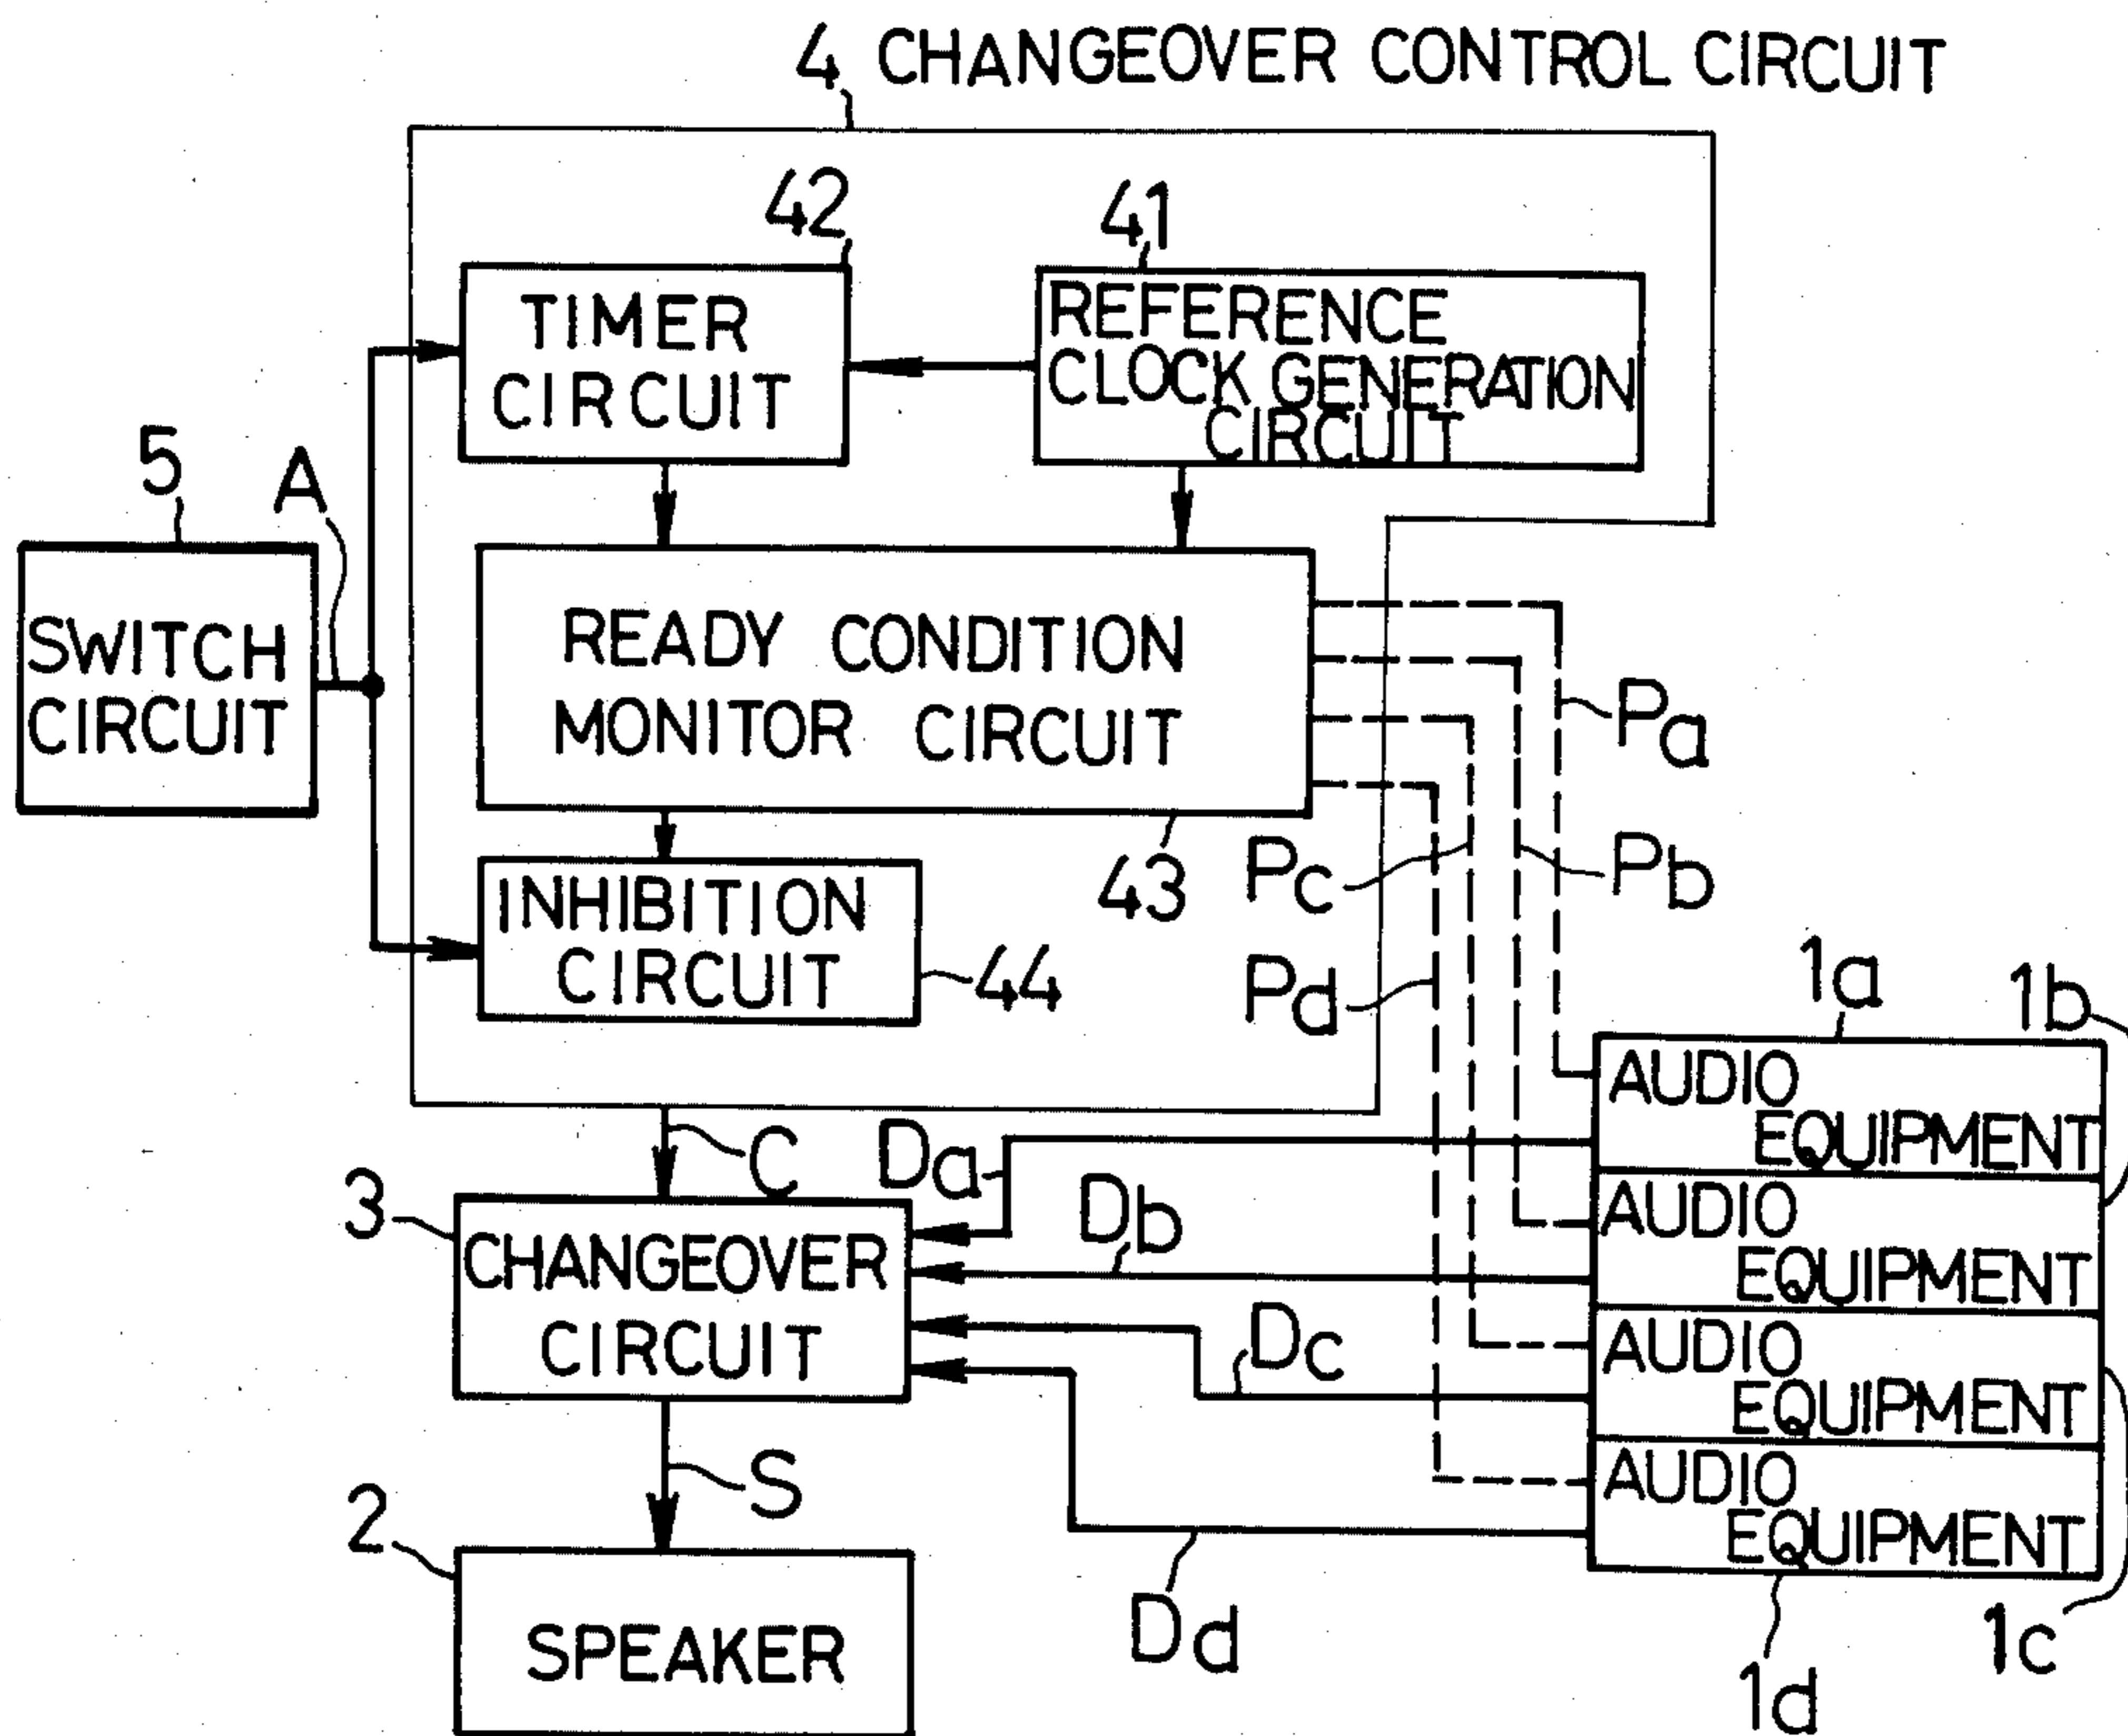 4 CHANGEOVER CONTROL CIRCUIT
42
41
TIMER
CIRCUIT
REFERENCE
CLOCK GENERATION
CIRCUIT
5
A
SWITCH
CIRCUIT
READY CONDITION
MONITOR CIRCUIT
Pa
Pb
Pc
Pd
43
INHIBITION
CIRCUIT
44
1a
1b
AUDIO
EQUIPMENT
AUDIO
EQUIPMENT
AUDIO
EQUIPMENT
AUDIO
EQUIPMENT
1c
1d
C
Da
Db
Dc
Dd
3
CHANGEOVER
CIRCUIT
S
2
SPEAKER